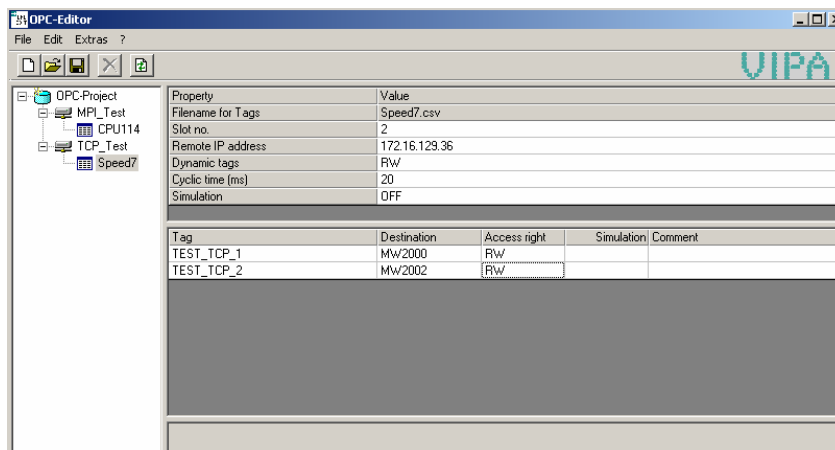 OPC-Editor
File Edit Extras ?
VIPA
OPC-Project
MPI_Test
CPU114
TCP_Test
Speed7
Property Value
Filename for Tags Speed7.csv
Slot no. 2
Remote IP address 172.16.129.36
Dynamic tags RW
Cyclic time (ms) 20
Simulation OFF
Tag Destination Access right Simulation Comment
TEST_TCP_1 MW2000 RW
TEST_TCP_2 MW2002 RW